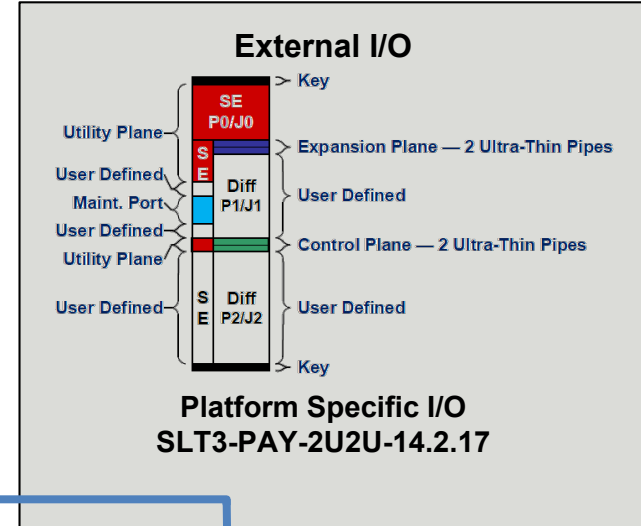 External I/O
Key
SE
P0/J0
Utility Plane
Expansion Plane — 2 Ultra-Thin Pipes
S
E
User Defined
Diff
P1/J1
User Defined
Maint. Port
User Defined
Control Plane — 2 Ultra-Thin Pipes
Utility Plane
User Defined
S
E
Diff
P2/J2
User Defined
Key
Platform Specific I/O
SLT3-PAY-2U2U-14.2.17